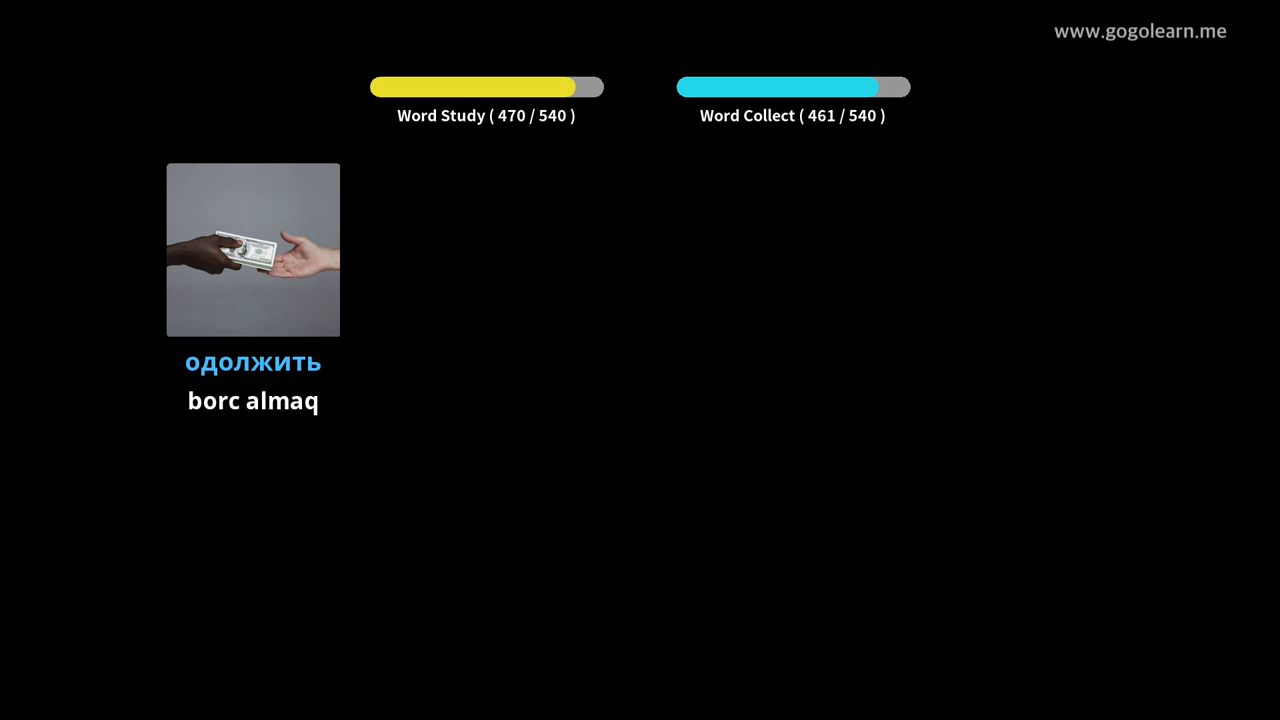 www.gogolearn.me
Word Study ( 470 / 540 )
Word Collect ( 461 / 540 )
одолжить
borc almaq